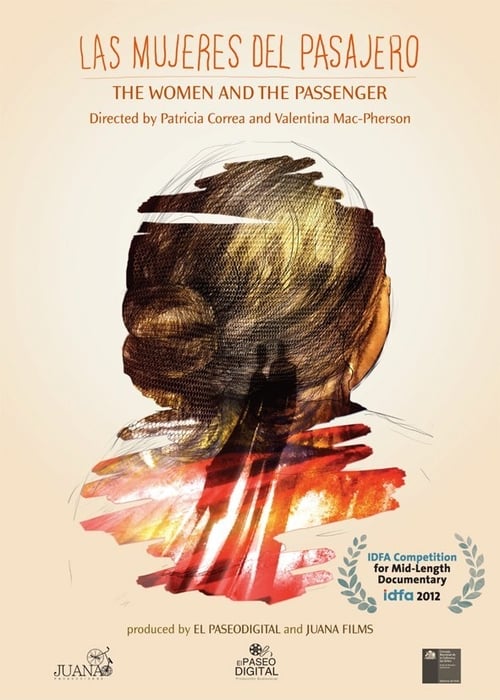 LAS MUJERES DEL PASAJERO
THE WOMEN AND THE PASSENGER
Directed by Patricia Correa and Valentina Mac-Pherson
IDFA Competition
for Mid-Length
Documentary
idfa 2012
produced by EL PASEODIGITAL and JUANA FILMS
JUANA
PRODUCCIONES
El PASEO
DIGITAL